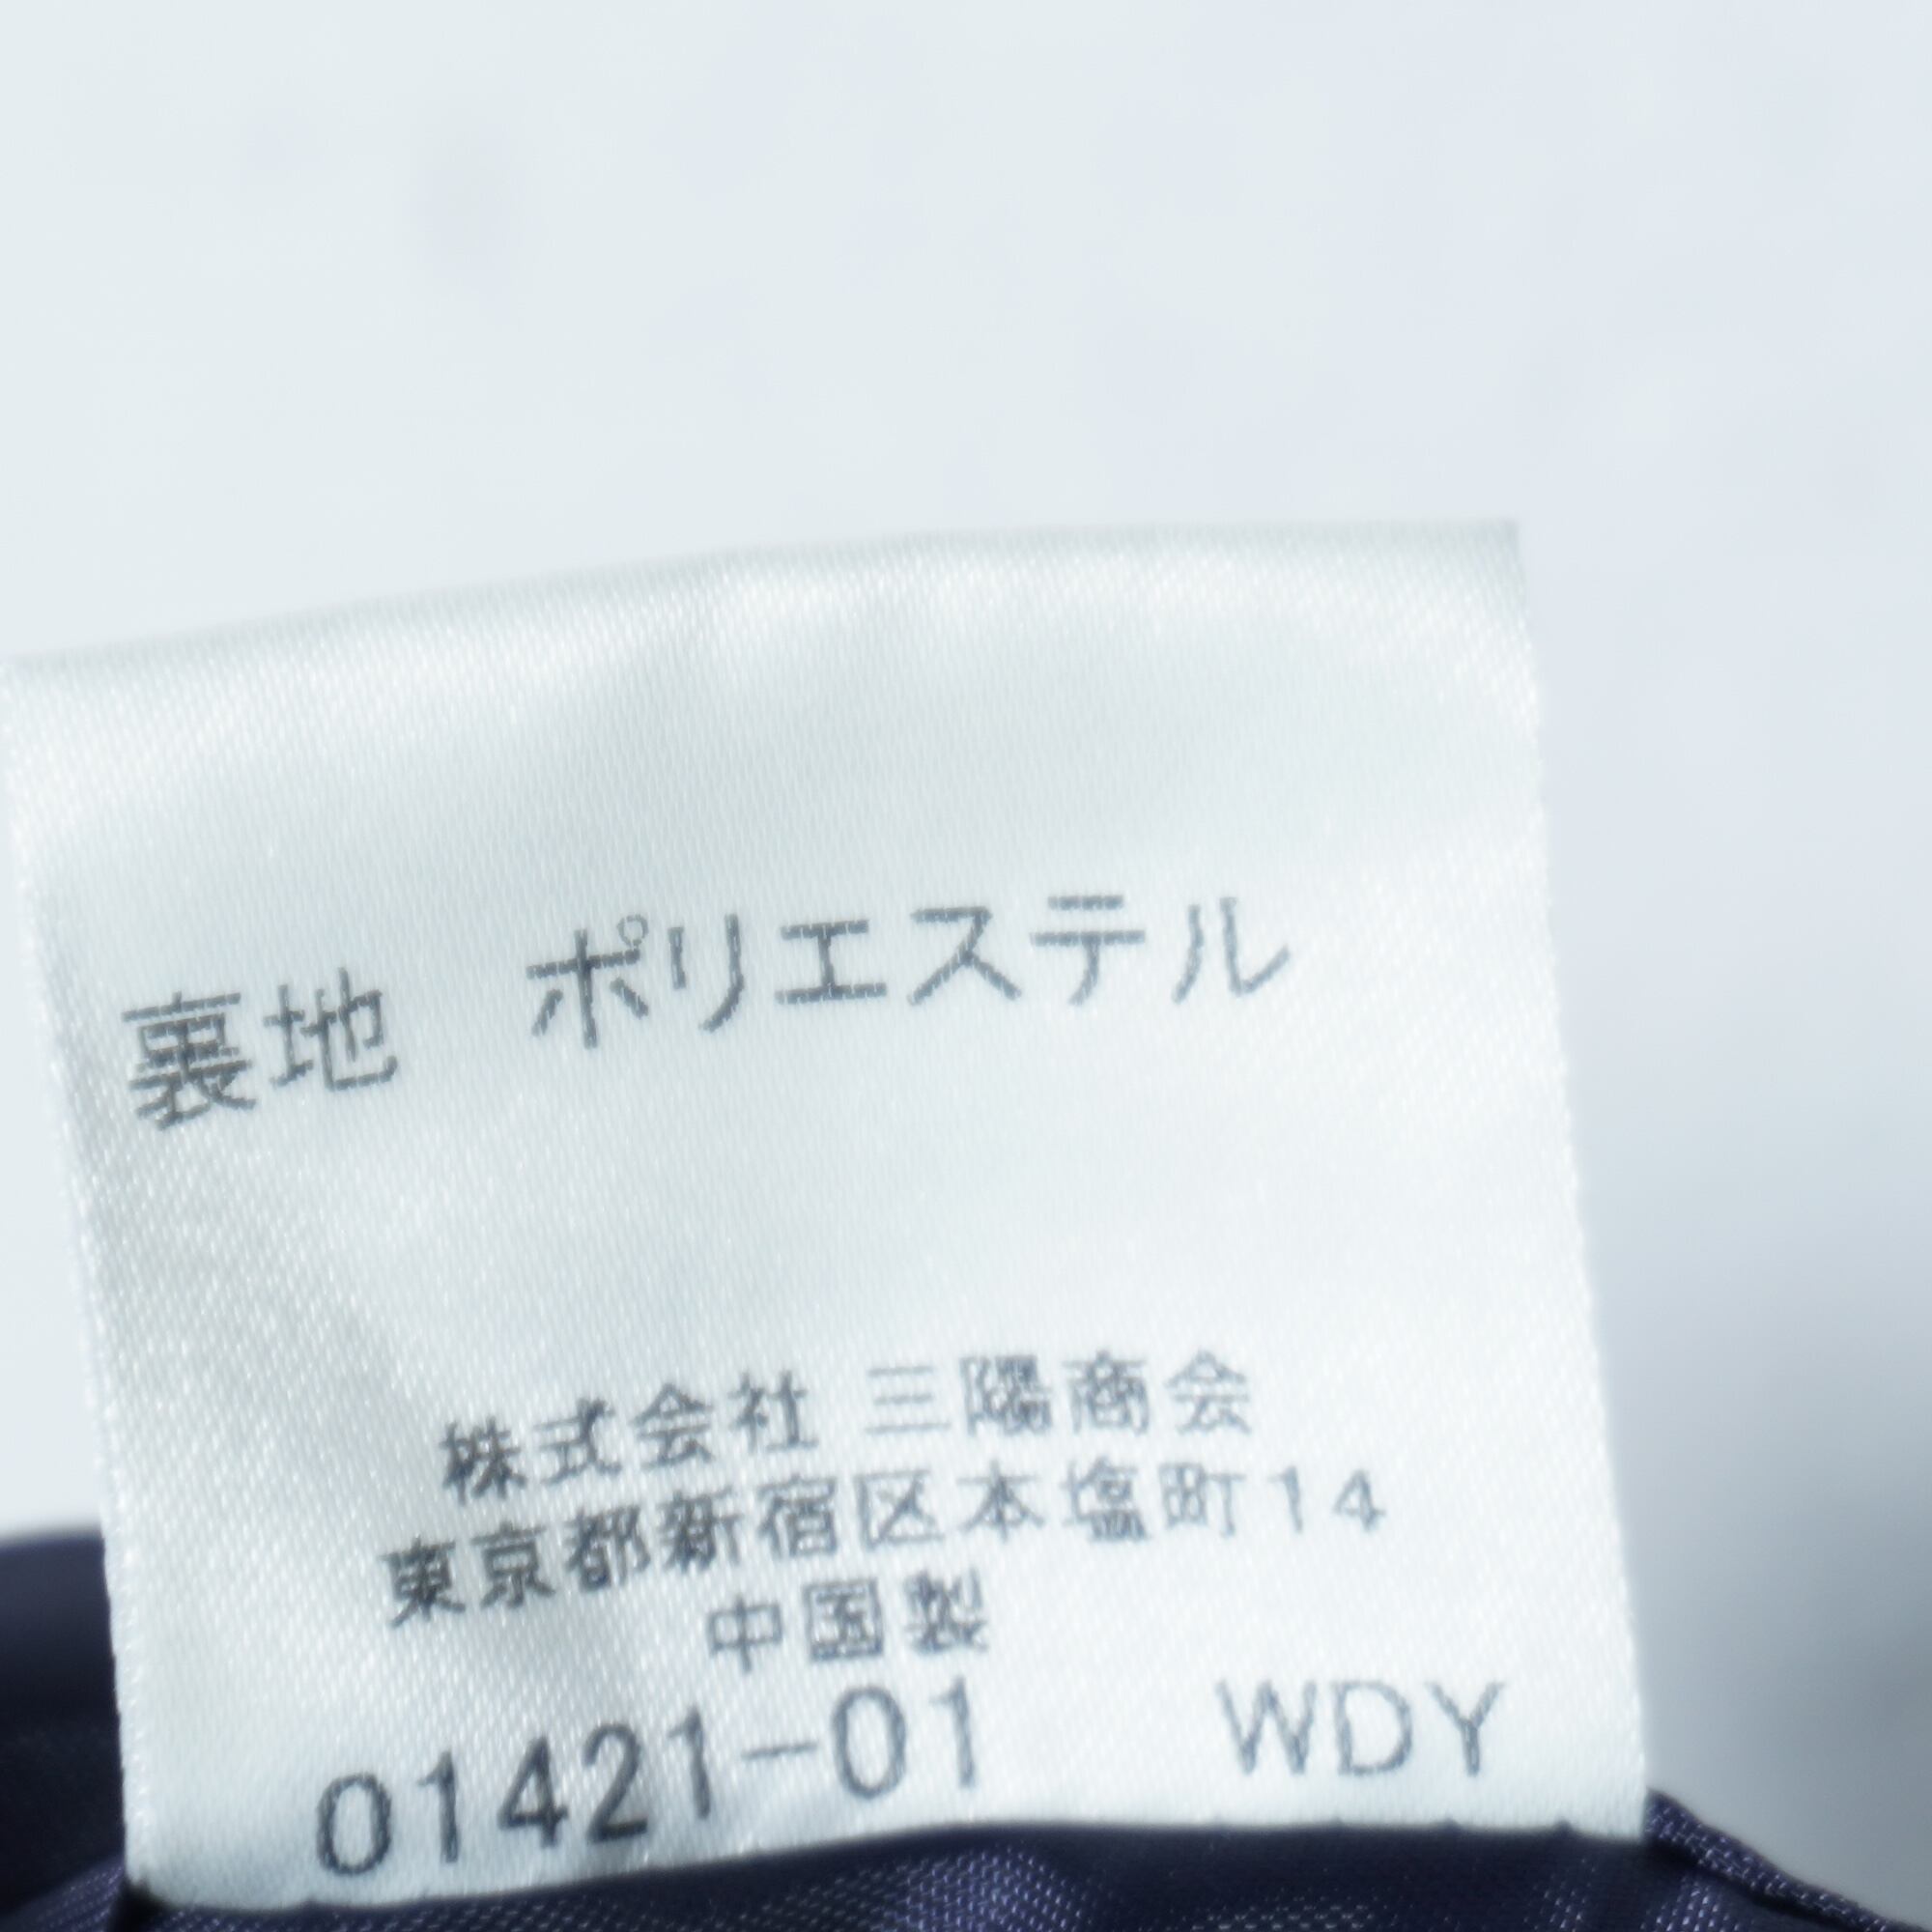 裏地　ポリエステル
株式会社 三陽商会
東京都新宿区本塩町14
中国製
01421-01　WDY